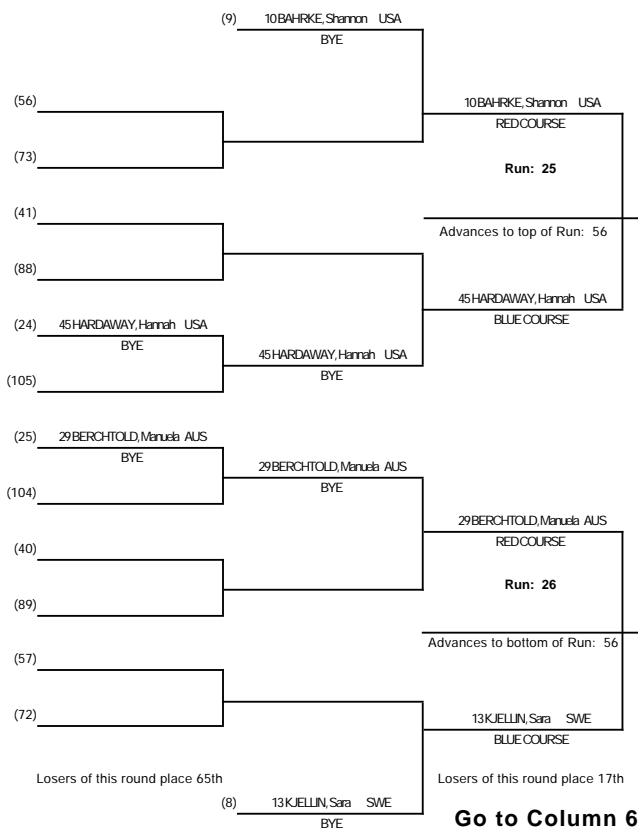 (9) 10 BAHRKE, Shannon USA
BYE
(56)
10 BAHRKE, Shannon USA
RED COURSE
(73)
Run: 25
(41)
Advances to top of Run: 56
(88)
45 HARDAWAY, Hannah USA
BLUE COURSE
(24) 45 HARDAWAY, Hannah USA
BYE
45 HARDAWAY, Hannah USA
BYE
(105)
(25) 29 BERCHTOLD, Manuela AUS
BYE
29 BERCHTOLD, Manuela AUS
BYE
(104)
29 BERCHTOLD, Manuela AUS
RED COURSE
(40)
Run: 26
(89)
Advances to bottom of Run: 56
(57)
(72)
13 KJELLIN, Sara SWE
BLUE COURSE
Losers of this round place 65th
Losers of this round place 17th
(8) 13 KJELLIN, Sara SWE
BYE
Go to Column 6